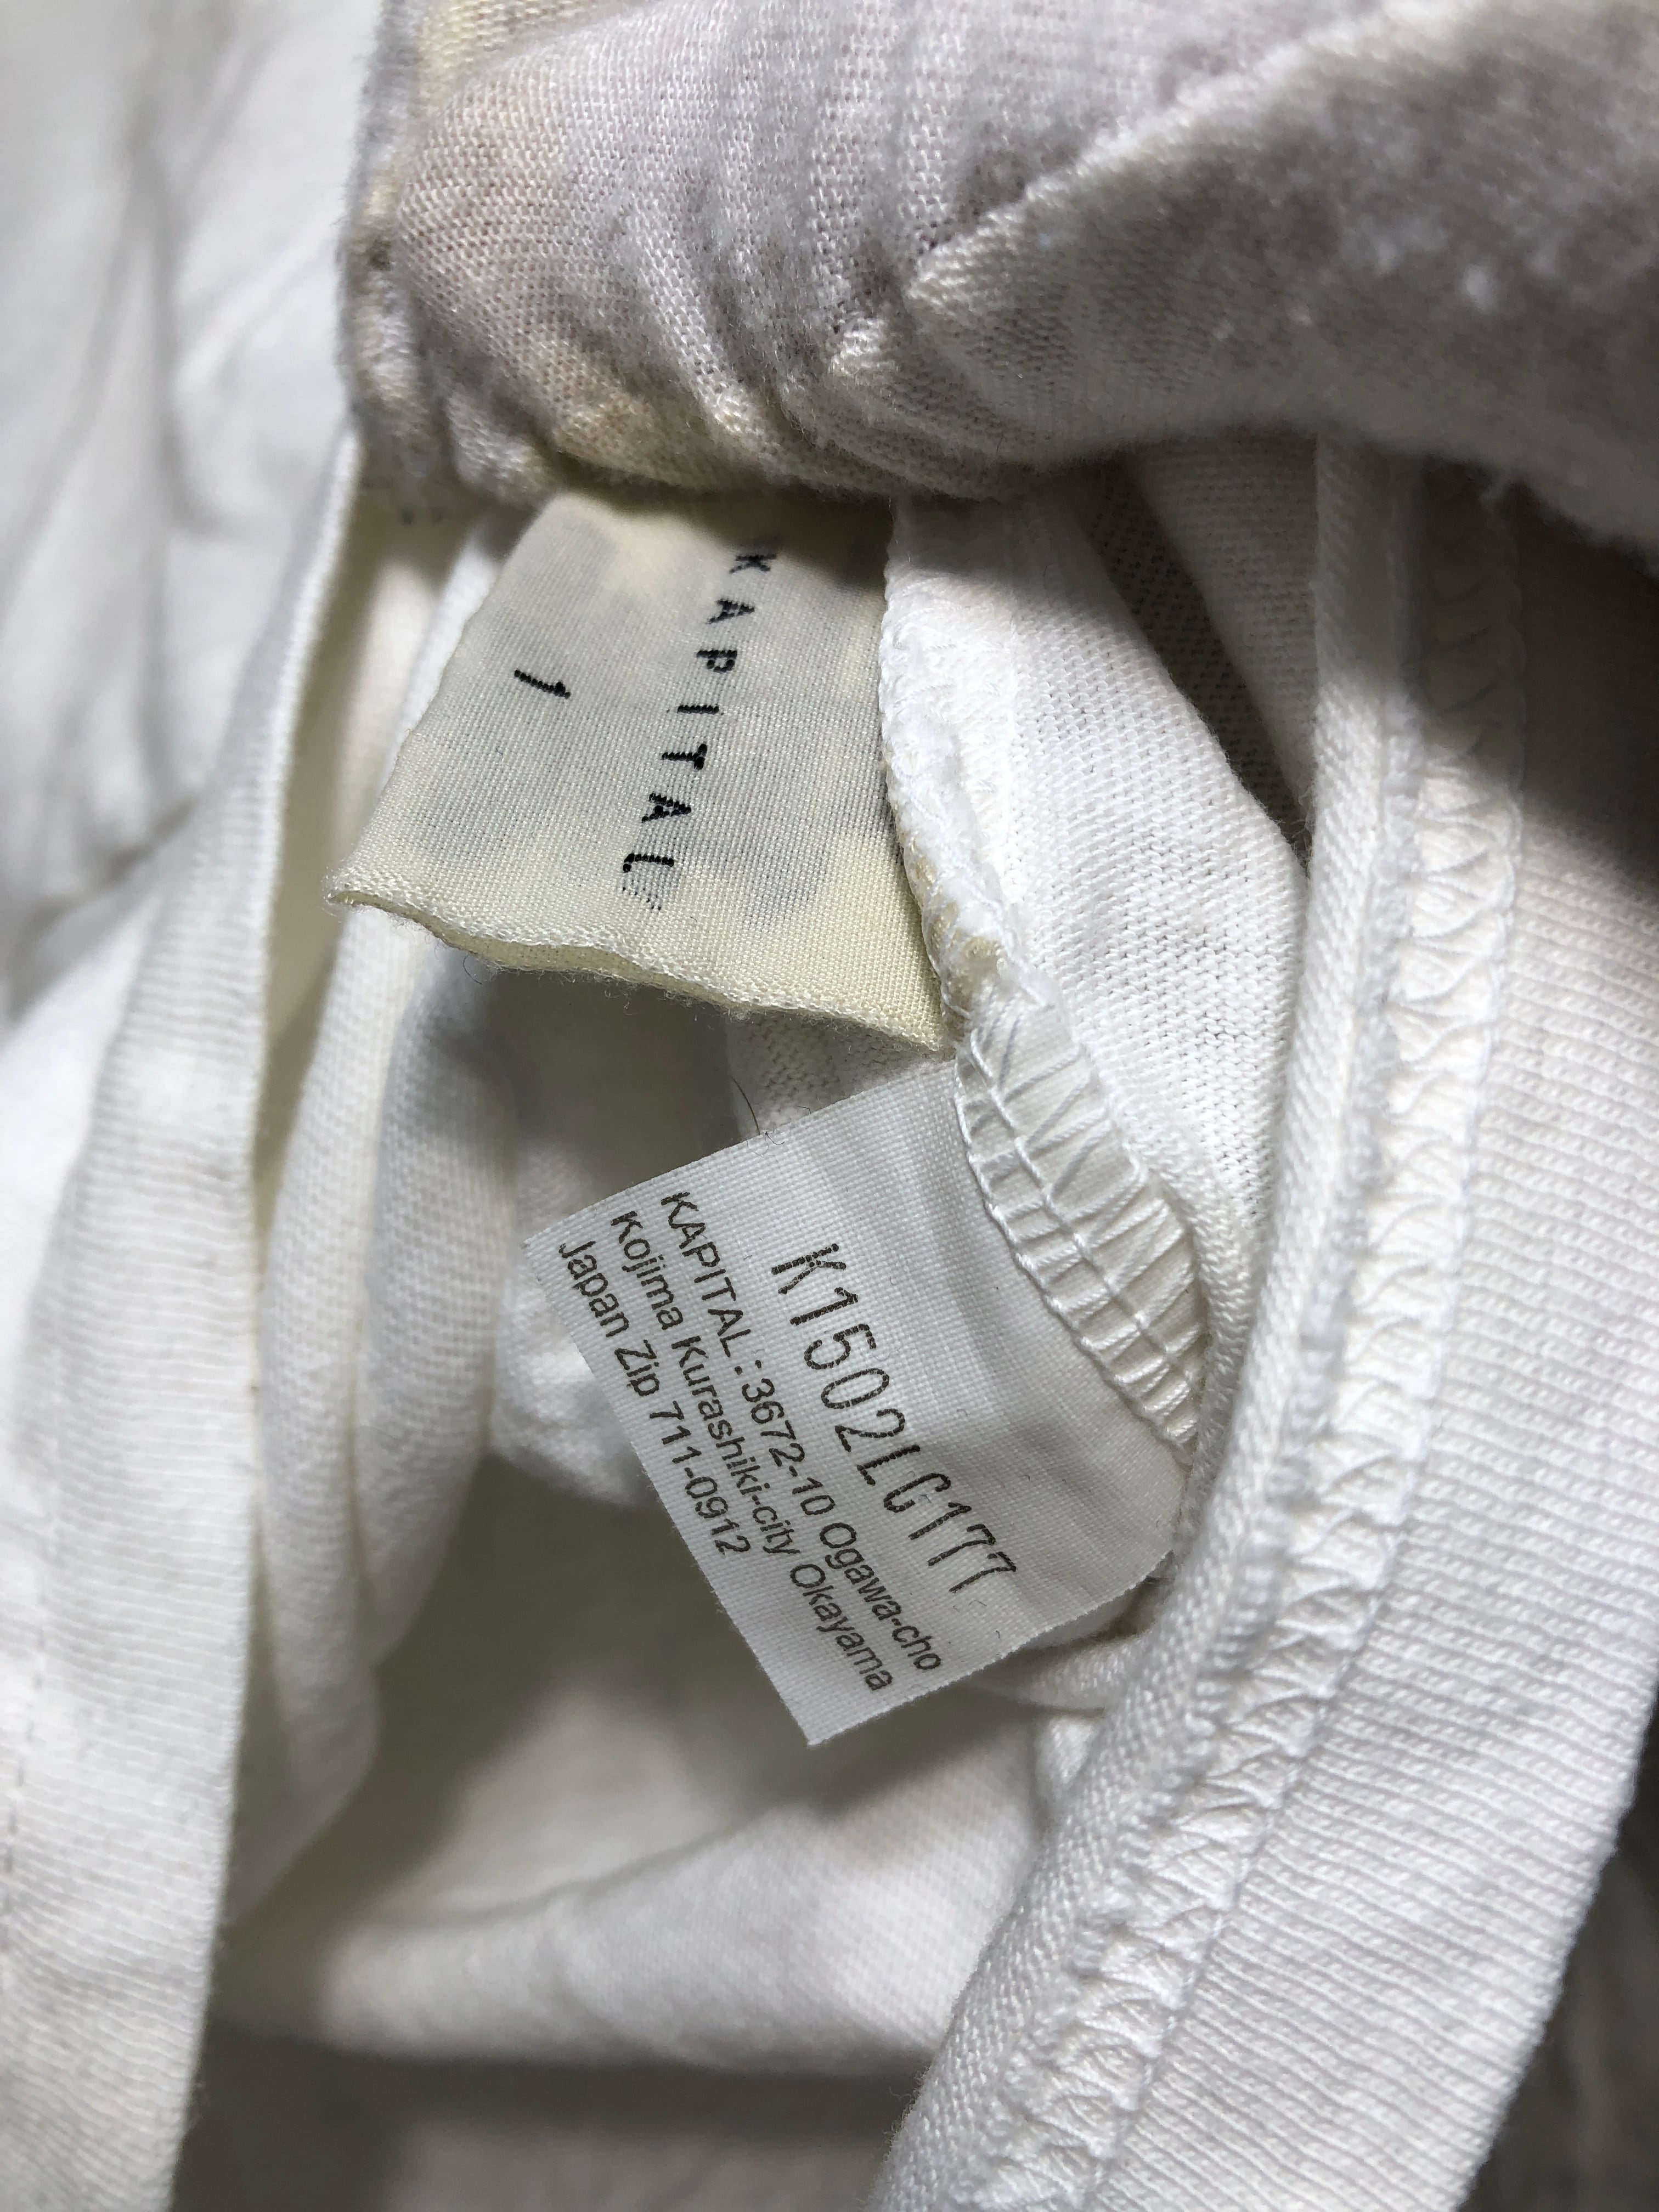 KAPITAL
1
K1502LC177
KAPITAL:3672-10 Ogawa-cho
Kojima Kurashiki-city Okayama
Japan Zip 711-0912